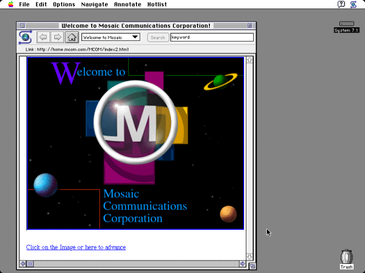 File Edit Options Navigate Annotate Hotlist
Welcome to Mosaic Communications Corporation!
Welcome to Mosaic
Search:
keyword
Link: http://home.mcom.com/MCOM/index2.html
Welcome to
M
Mosaic
Communications
Corporation
Click on the Image or here to advance
System 7.1
Trash